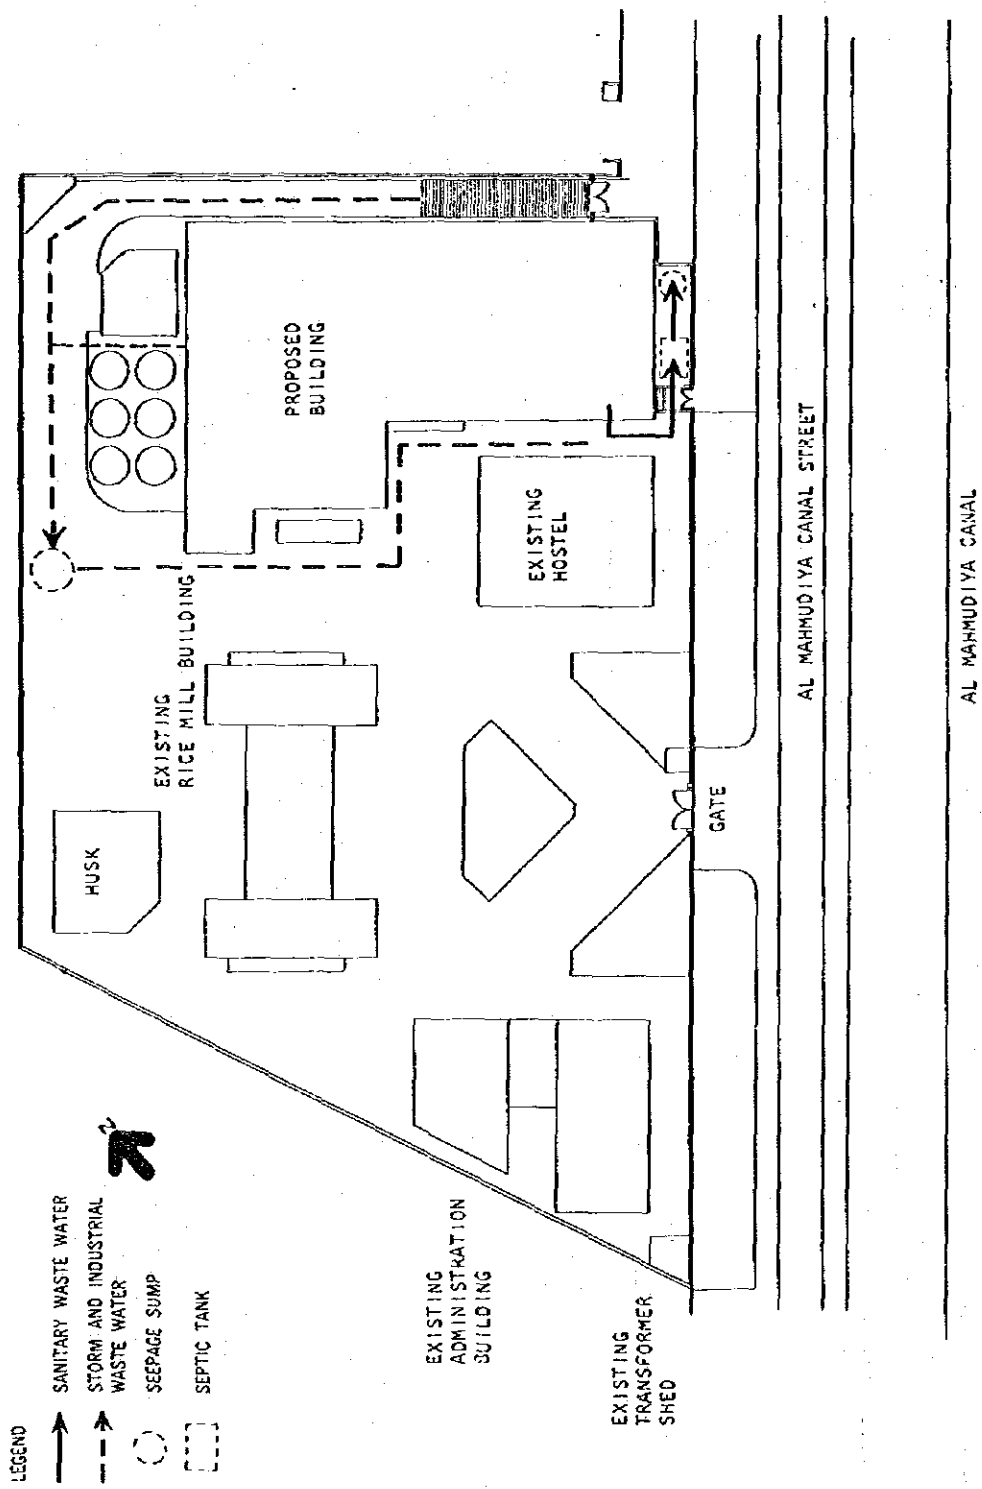 LEGEND
SANITARY WASTE WATER
STORM AND INDUSTRIAL
WASTE WATER
SEEPAGE SUMP
SEPTIC TANK
N
HUSK
EXISTING
RICE MILL BUILDING
PROPOSED
BUILDING
EXISTING
ADMINISTRATION
BUILDING
EXISTING
HOSTEL
EXISTING
TRANSFORMER
SHED
GATE
AL MAHMUDIYA CANAL STREET
AL MAHMUDIYA CANAL